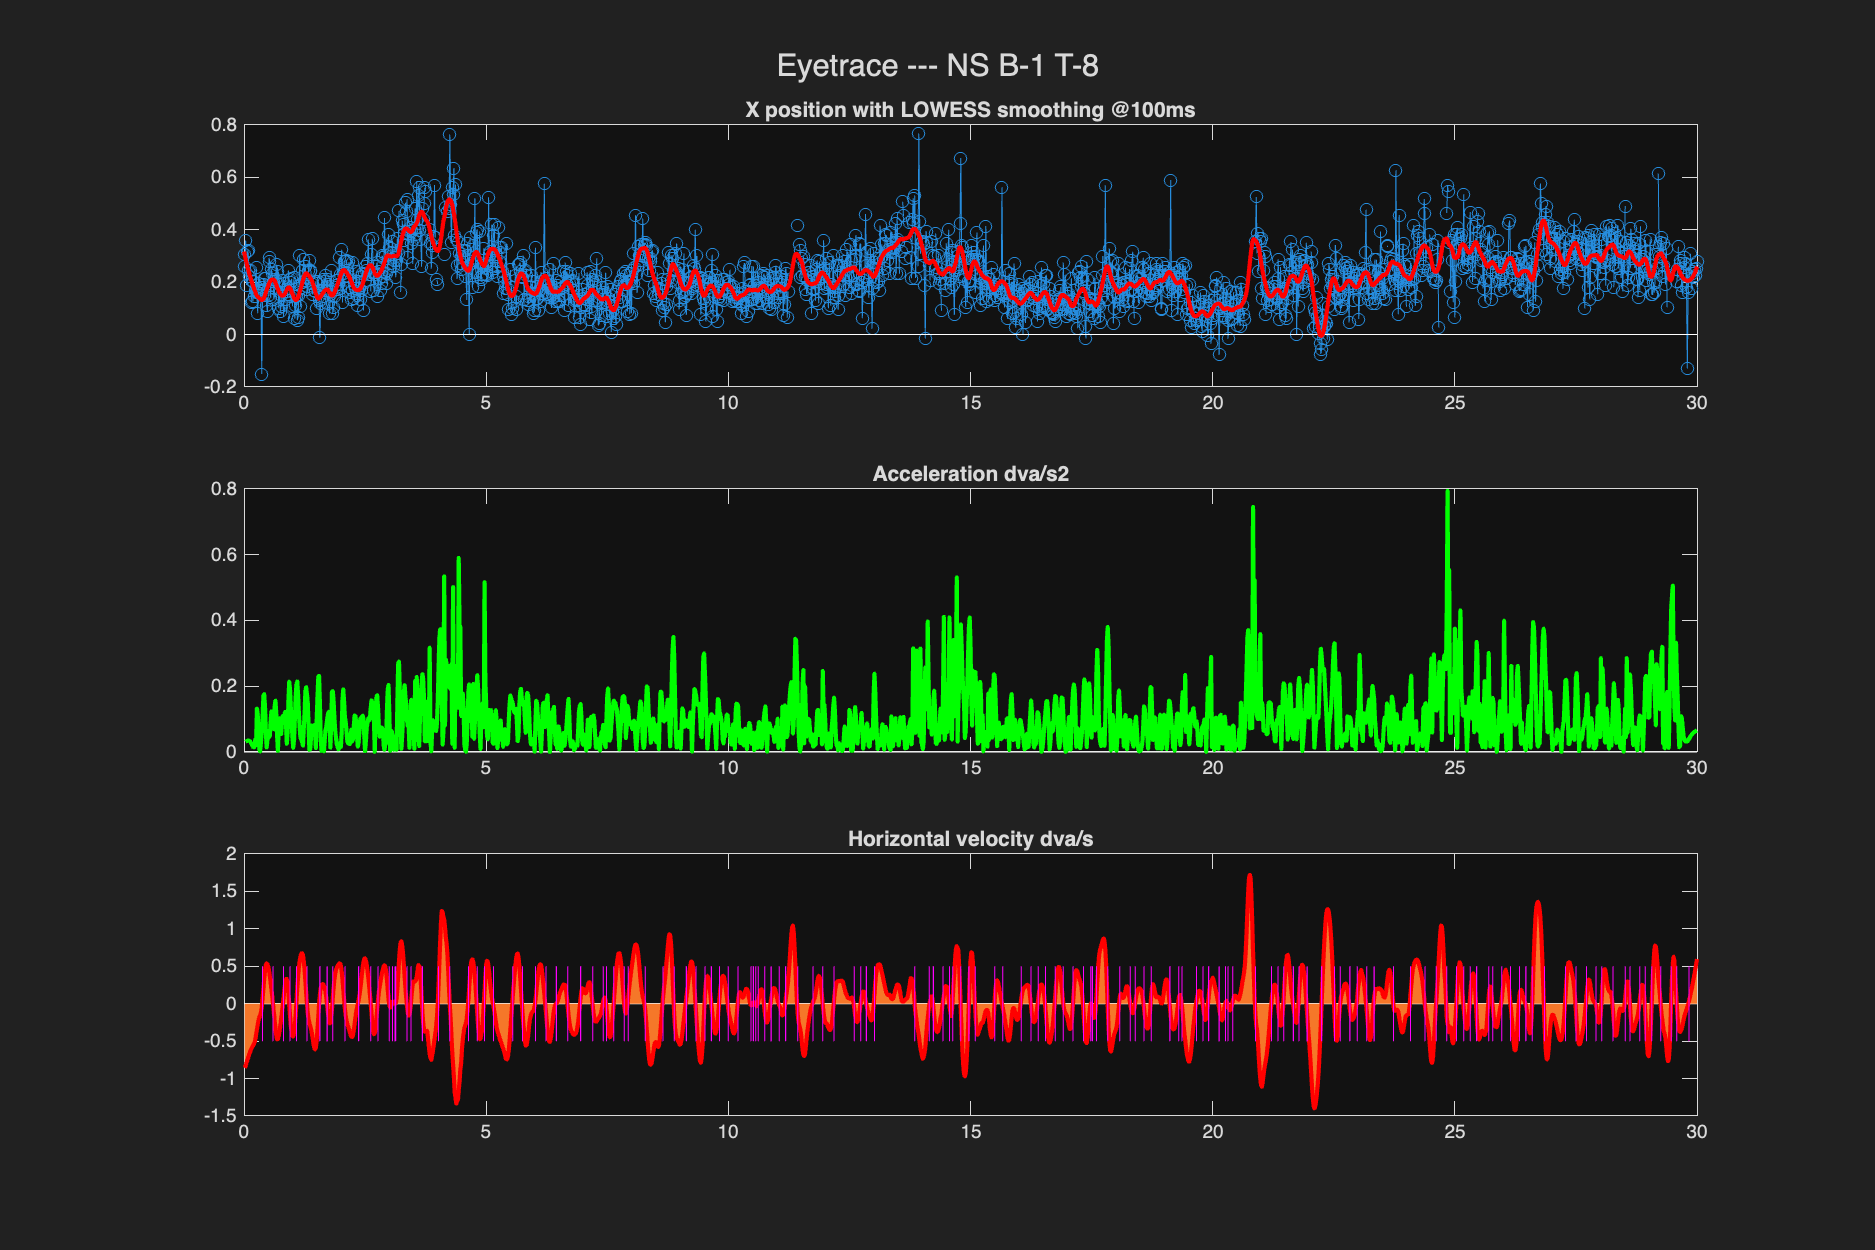 Eyetrace --- NS B-1 T-8
X position with LOWESS smoothing @100ms
0.8
0.6
0.4
0.2
0
-0.2
0 5 10 15 20 25 30
Acceleration dva/s2
0.8
0.6
0.4
0.2
0
0 5 10 15 20 25 30
Horizontal velocity dva/s
2
1.5
1
0.5
0
-0.5
-1
-1.5
0 5 10 15 20 25 30